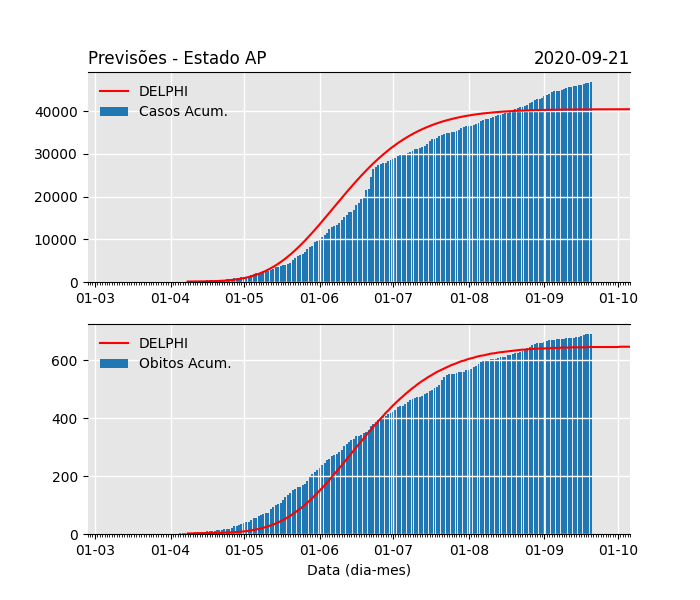 Previsões - Estado AP 2020-09-21
DELPHI
Casos Acum.
40000
30000
20000
10000
0
01-03 01-04 01-05 01-06 01-07 01-08 01-09 01-10
DELPHI
Obitos Acum.
600
400
200
0
01-03 01-04 01-05 01-06 01-07 01-08 01-09 01-10
Data (dia-mes)